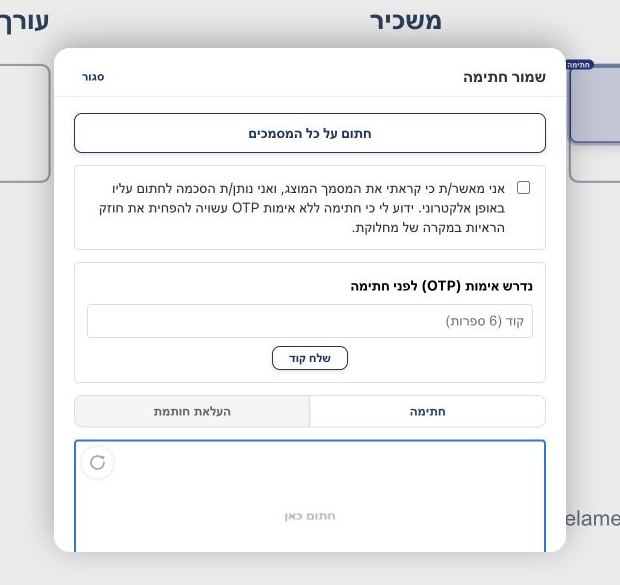 משכיר
עורך
חתימה
שמור חתימה
סגור
חתום על כל המסמכים
אני מאשר/ת כי קראתי את המסמך המוצג, ואני נותן/ת הסכמה לחתום עליו
באופן אלקטרוני. ידוע לי כי חתימה ללא אימות OTP עשויה להפחית את חוזק
הראיות במקרה של מחלוקת.
נדרש אימות (OTP) לפני חתימה
קוד (6 ספרות)
שלח קוד
חתימה
העלאת חותמת
חתום כאן
elame